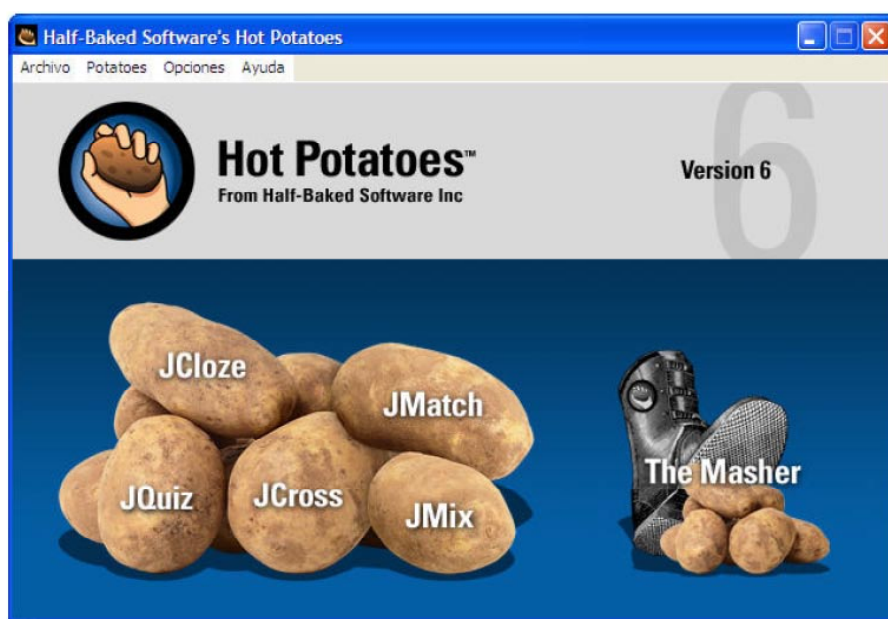 Half-Baked Software's Hot Potatoes
Archivo Potatoes Opciones Ayuda
Hot Potatoes™
From Half-Baked Software Inc
6
Version 6
JCloze
JMatch
JQuiz
JCross
JMix
The Masher